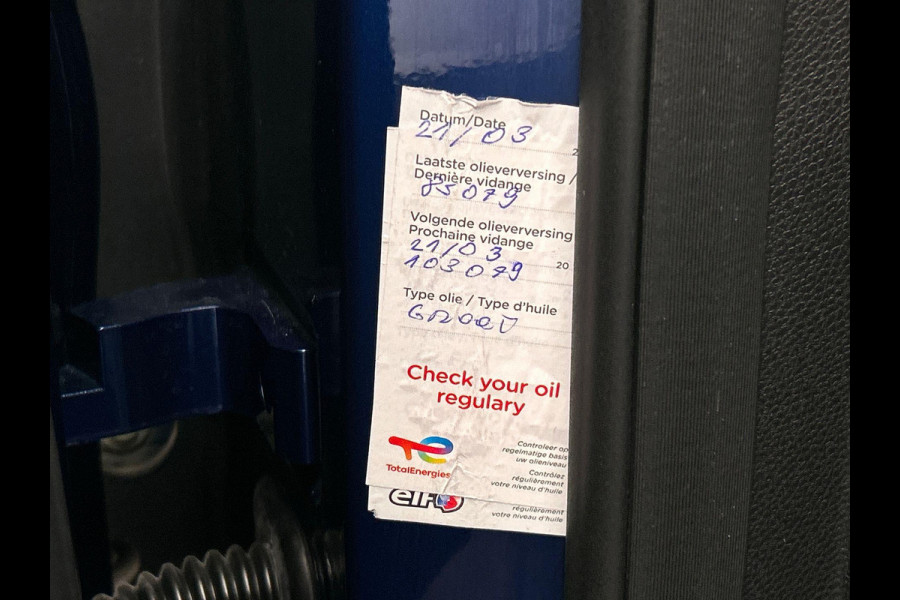 Datum/Date
21/03
2
Laatste olieverversing /
Dernière vidange
85079
Volgende olieverversing
Prochaine vidange
21/03
20
103079
Type olie / Type d'huile
Check your oil
regulary
TotalEnergies
Controleer op
regelmatige basis
uw olieniveau
Contrôlez
régulièrement
votre niveau d'huile
elf
régulièrement
votre niveau d'huile